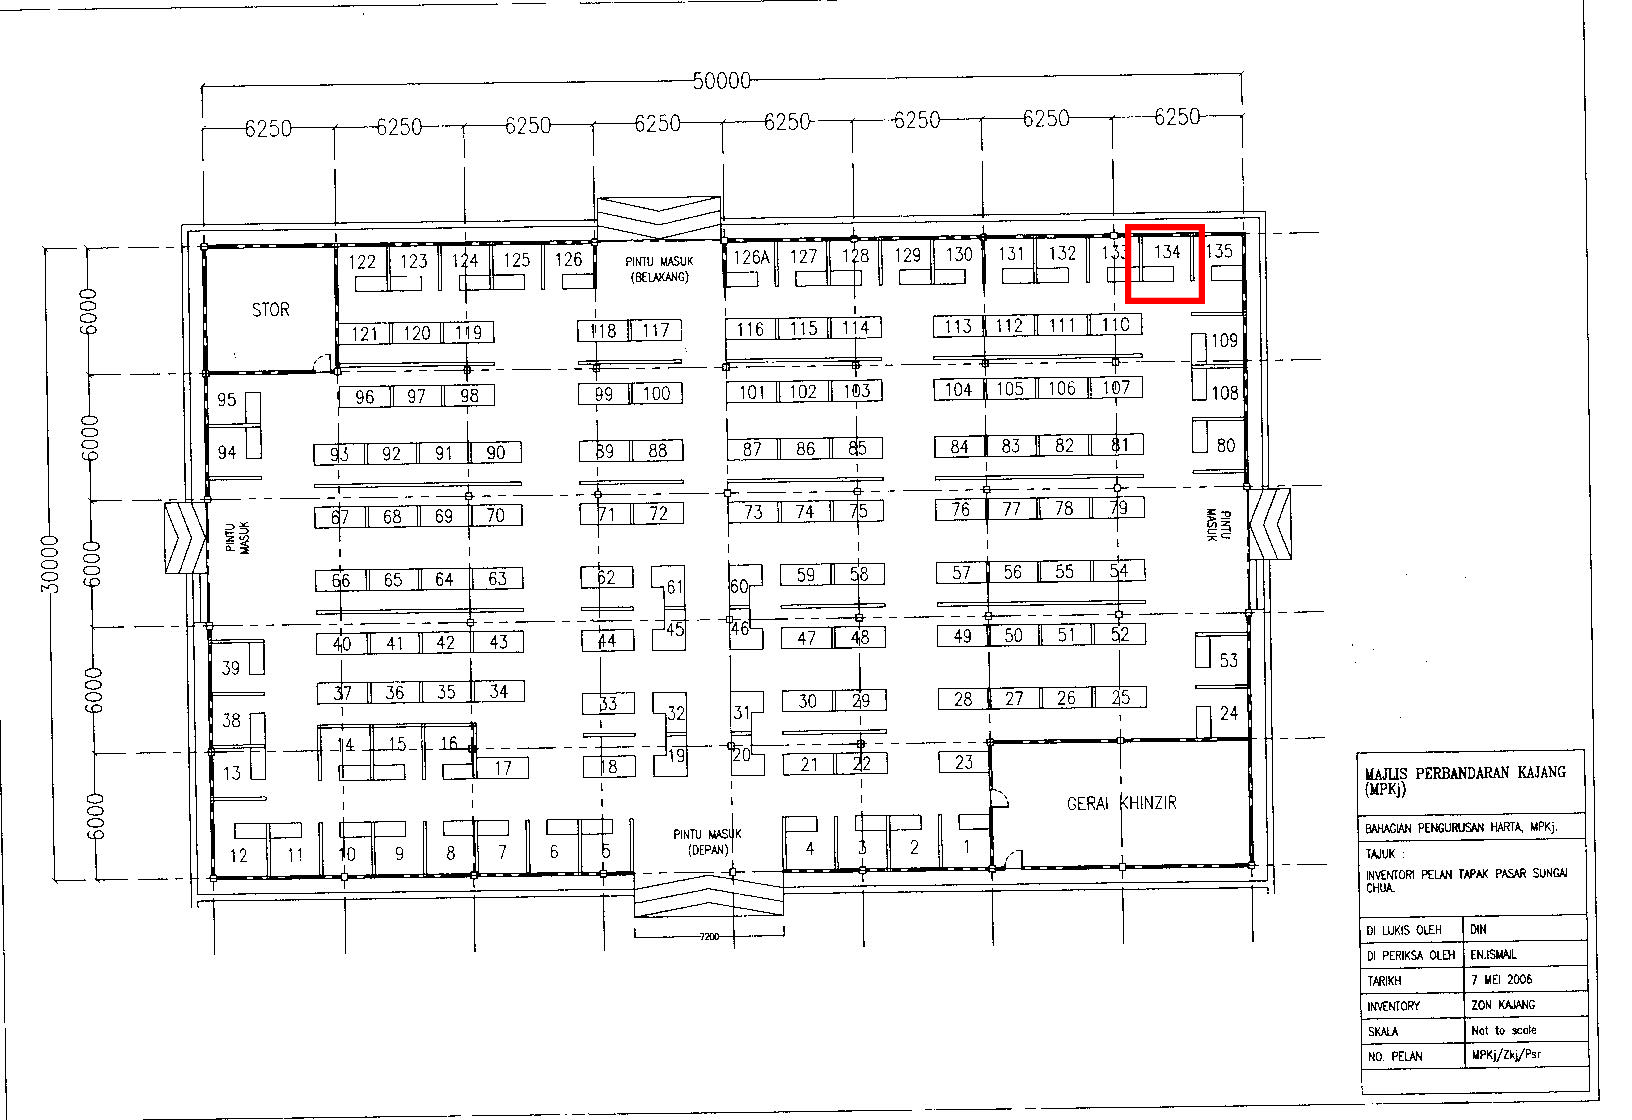 50000
6250 6250 6250 6250 6250 6250 6250 6250
122 123 124 125 126 PINTU MASUK 126A 127 128 129 130 131 132 133 134 135
(BELAKANG)
6000 STOR
121 120 119 118 117 116 115 114 113 112 111 110
109
95 96 97 98 99 100 101 102 103 104 105 106 107 108
6000 94 93 92 91 90 89 88 87 86 85 84 83 82 81 80
67 68 69 70 71 72 73 74 75 76 77 78 79
PINTU
MASUK
PINTU
MASUK
30000 6000
66 65 64 63 62 61 60 59 58 57 56 55 54
39 40 41 42 43 44 45 46 47 48 49 50 51 52 53
6000 38 37 36 35 34 33 32 31 30 29 28 27 26 25 24
13 14 15 16 17 18 19 20 21 22 23
6000 GERAI KHINZIR
12 11 10 9 8 7 6 5 PINTU MASUK 4 3 2 1
(DEPAN)
7200
MAJLIS PERBANDARAN KAJANG
(MPKj)
BAHAGIAN PENGURUSAN HARTA, MPKj.
TAJUK :
INVENTORI PELAN TAPAK PASAR SUNGAI
CHUA.
DI LUKIS OLEH DIN
DI PERIKSA OLEH EN.ISMAIL
TARIKH 7 MEI 2006
INVENTORY ZON KAJANG
SKALA Not to scale
NO. PELAN MPKj/Zkj/Psr